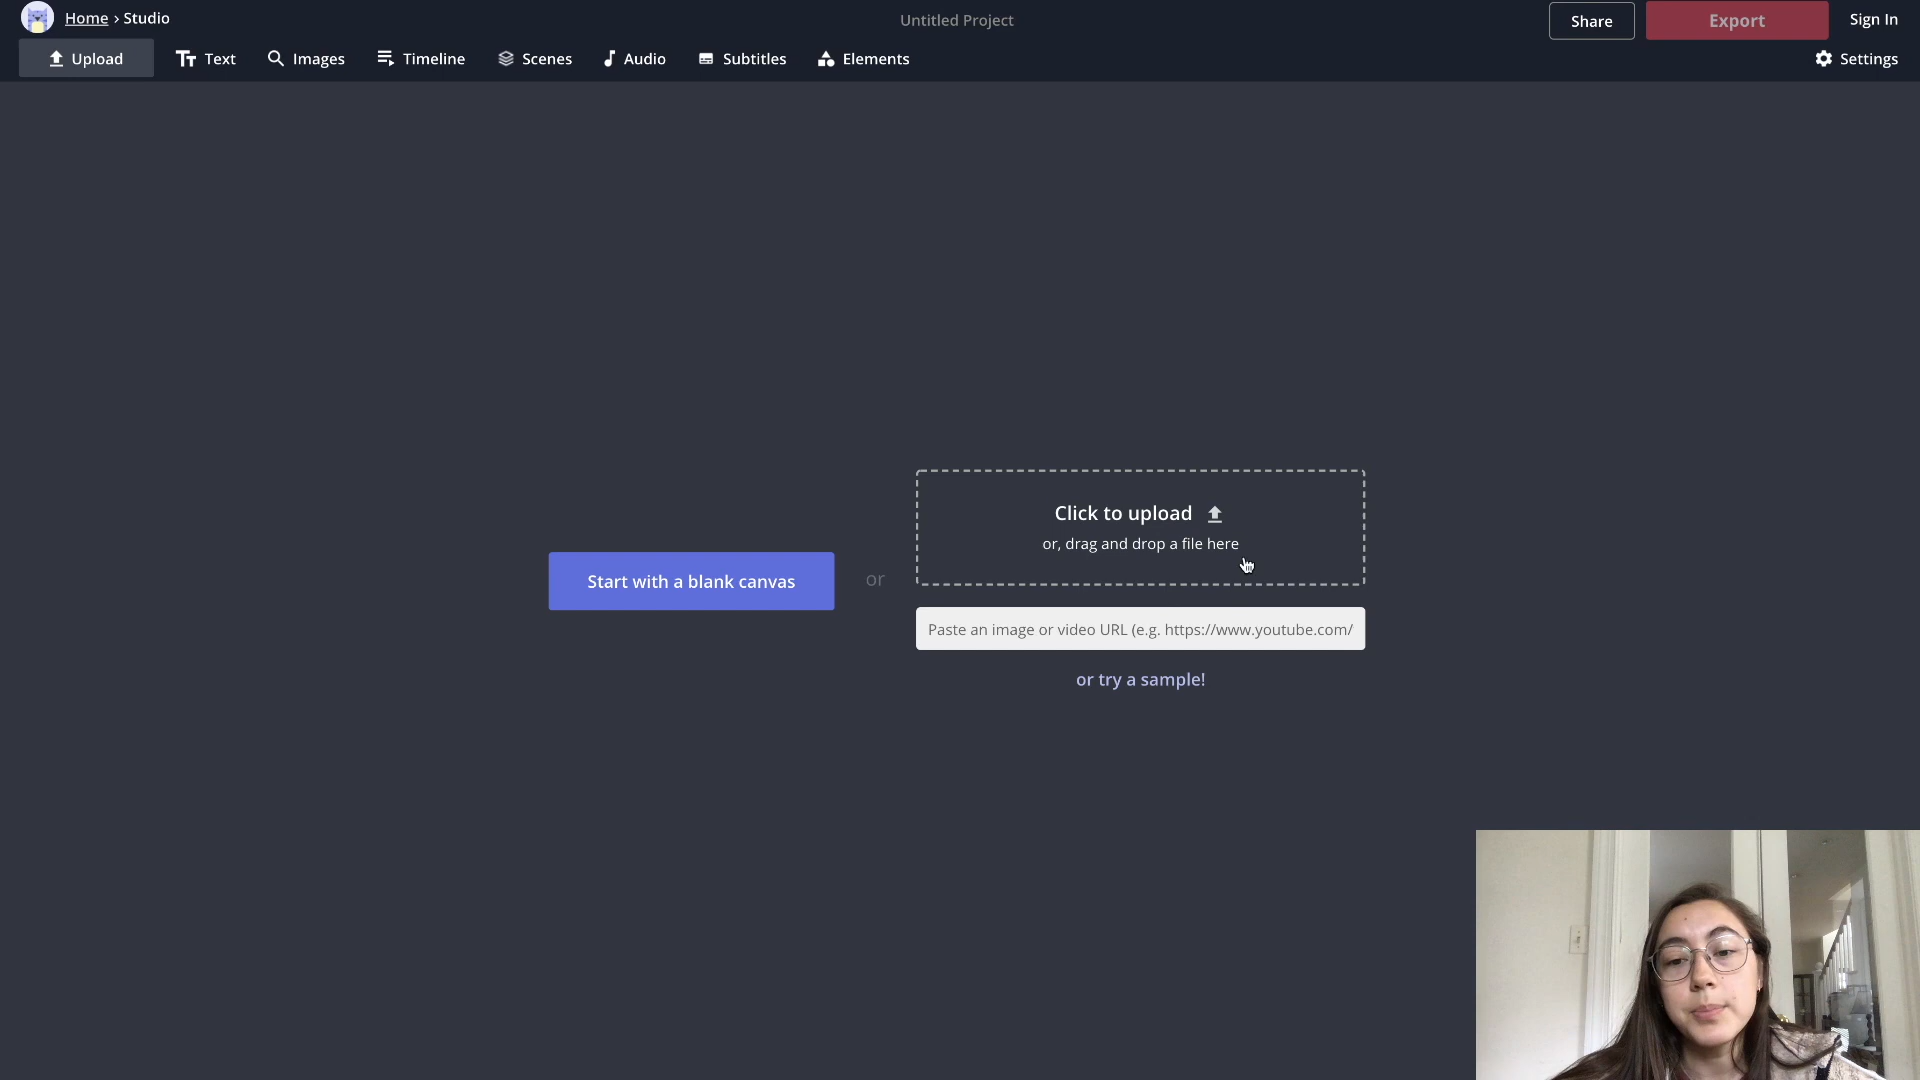 Home › Studio
Untitled Project
Share
Export
Sign In
Upload
Text
Images
Timeline
Scenes
Audio
Subtitles
Elements
Settings
Start with a blank canvas
or
Click to upload
or, drag and drop a file here
Paste an image or video URL (e.g. https://www.youtube.com/
or try a sample!